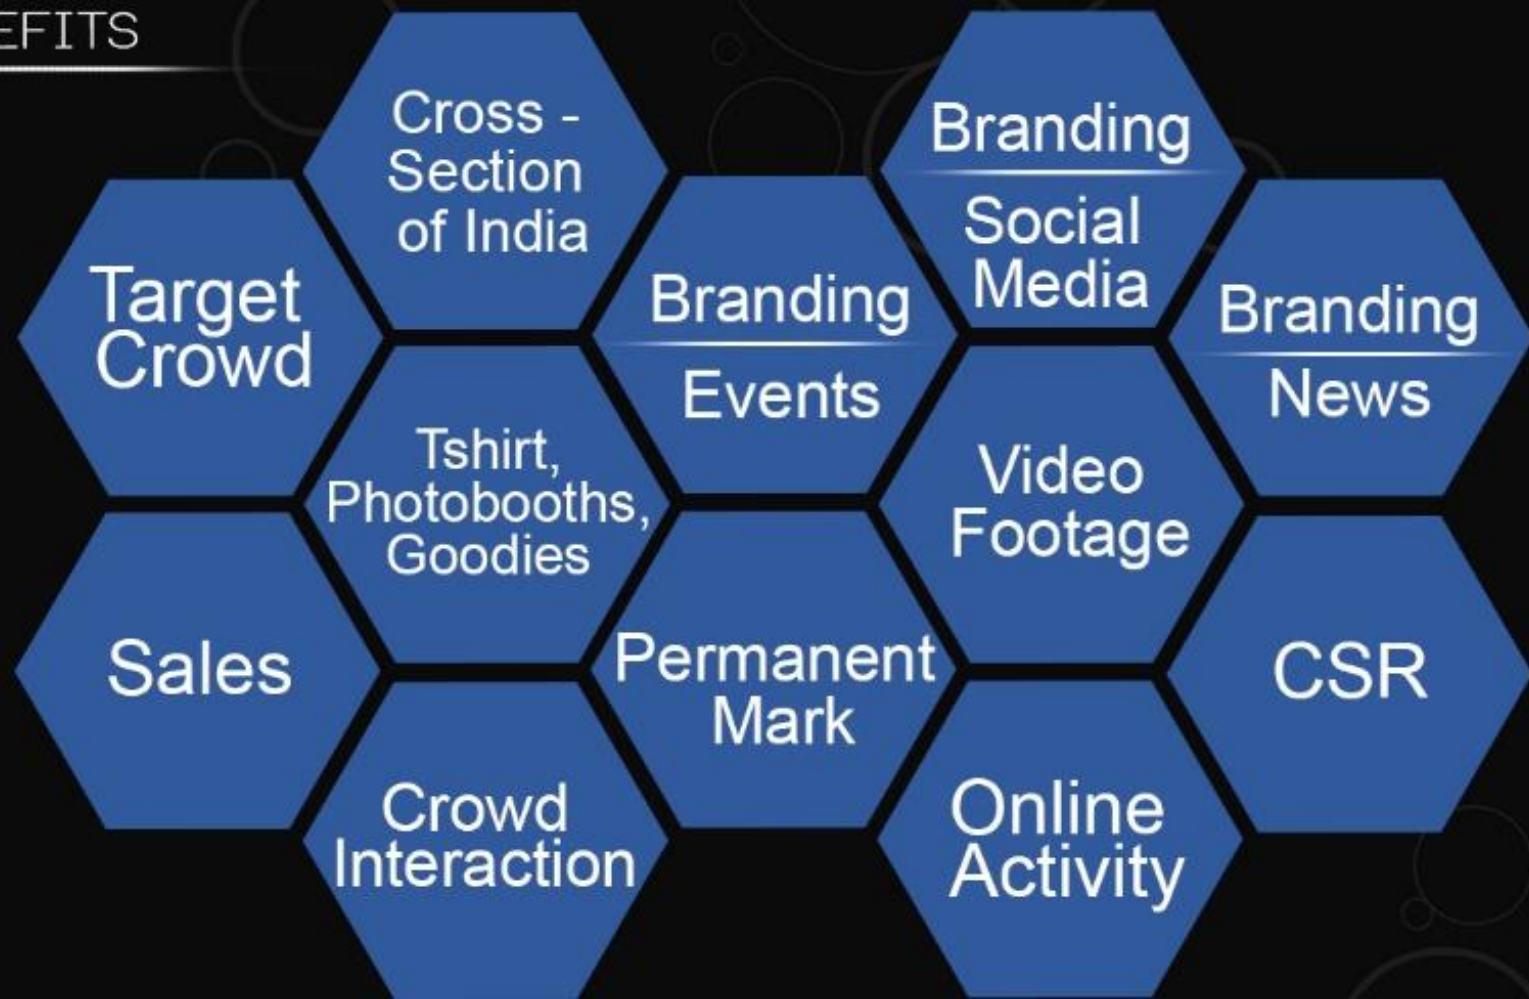 EFITS
Cross -
Section
of India
Branding
Social
Media
Target
Crowd
Branding
Events
Branding
News
Tshirt,
Photobooths,
Goodies
Video
Footage
Sales
Permanent
Mark
CSR
Crowd
Interaction
Online
Activity